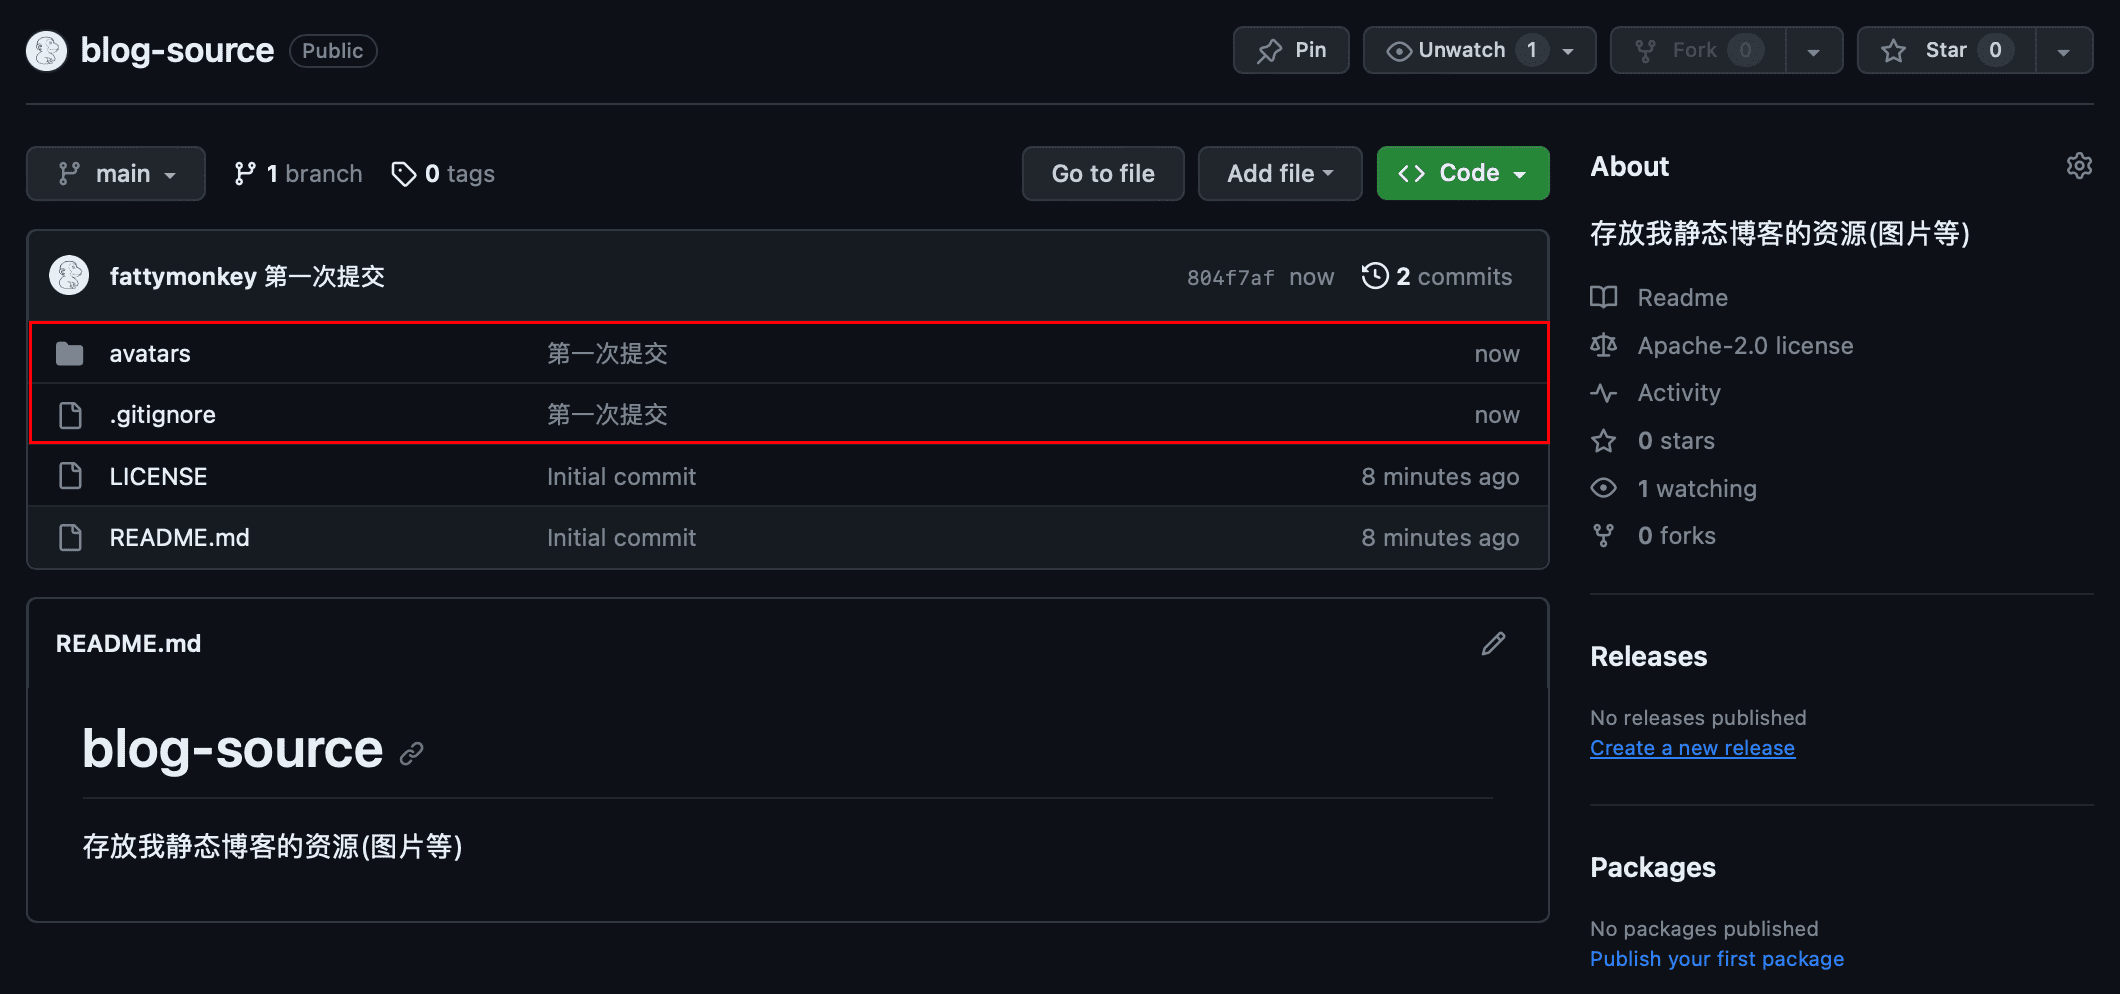 blog-source Public Pin Unwatch 1 Fork 0 Star 0
main 1 branch 0 tags Go to file Add file Code
fattymonkey 第一次提交 804f7af now 2 commits
avatars 第一次提交 now
.gitignore 第一次提交 now
LICENSE Initial commit 8 minutes ago
README.md Initial commit 8 minutes ago
README.md
blog-source
存放我静态博客的资源(图片等)
About
存放我静态博客的资源(图片等)
Readme
Apache-2.0 license
Activity
0 stars
1 watching
0 forks
Releases
No releases published
Create a new release
Packages
No packages published
Publish your first package